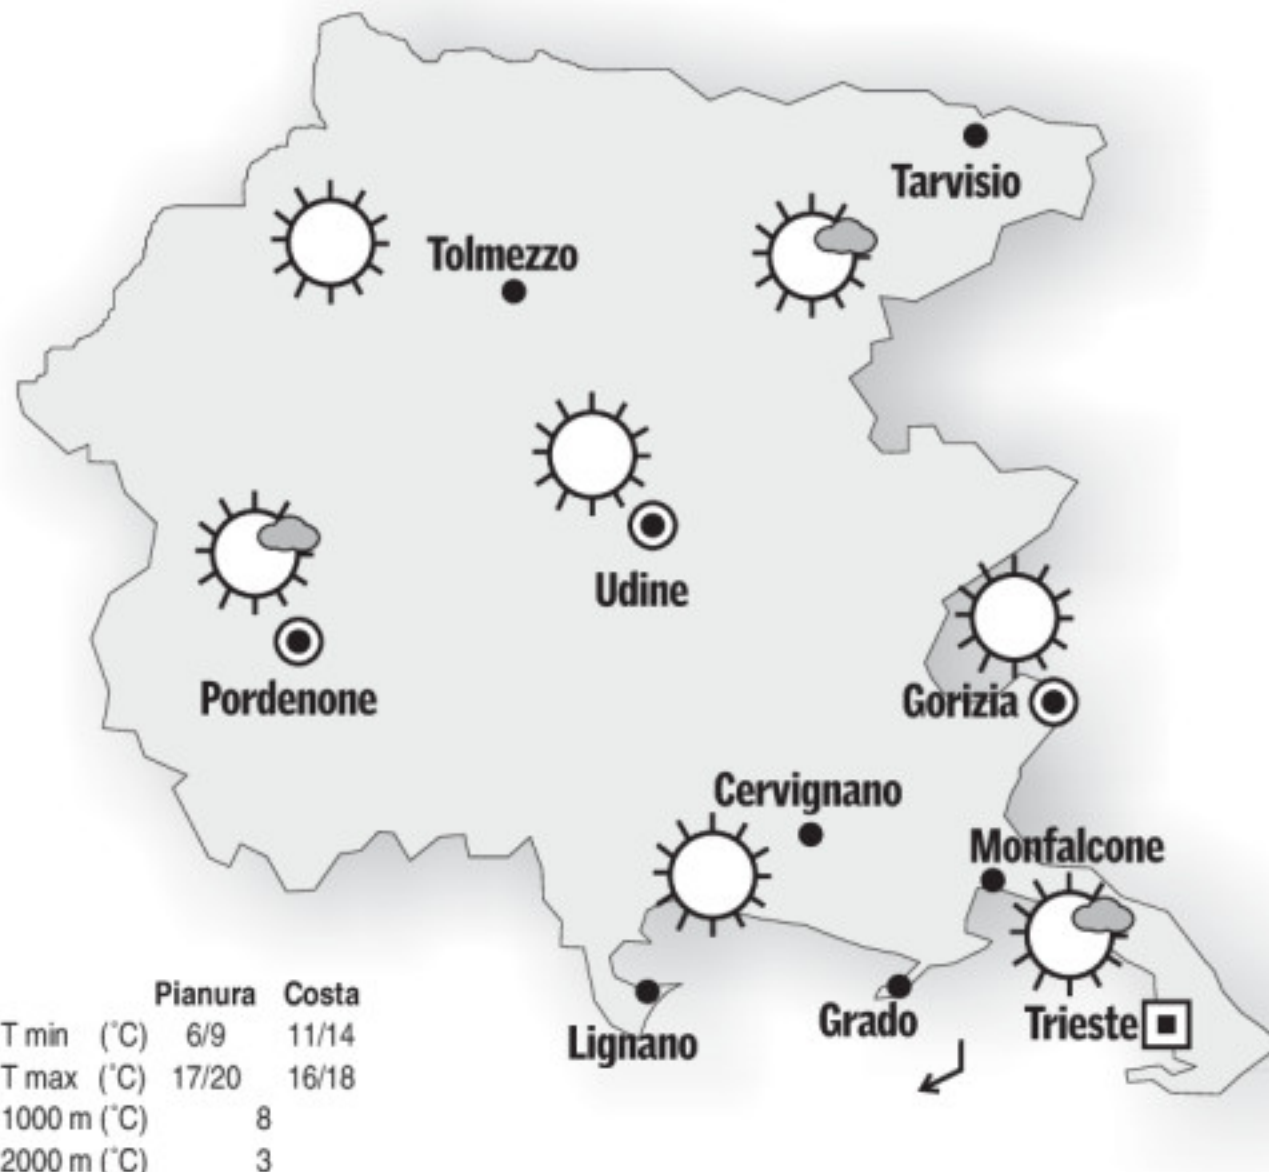 Tarvisio
Tolmezzo
Udine
Pordenone
Gorizia
Cervignano
Monfalcone
Lignano
Grado
Trieste
Pianura Costa
T min (°C) 6/9 11/14
T max (°C) 17/20 16/18
1000 m (°C) 8
2000 m (°C) 3